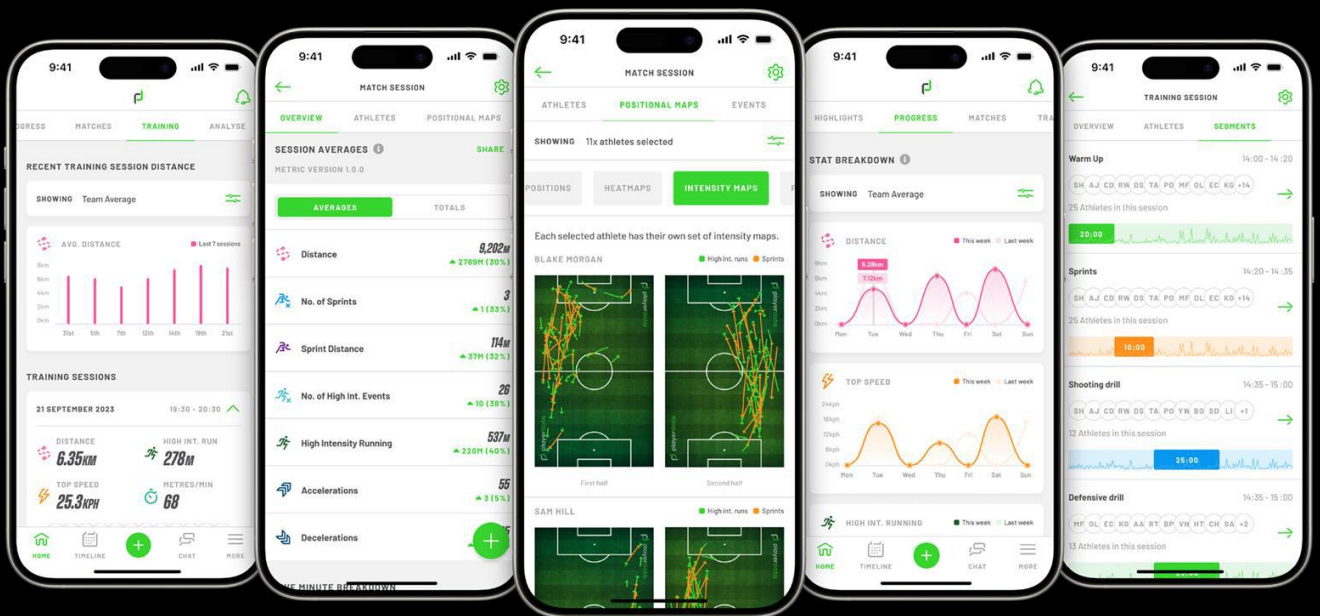 9:41
OGRESS MATCHES TRAINING ANALYSE
RECENT TRAINING SESSION DISTANCE
SHOWING Team Average
AVG. DISTANCE Last 7 sessions
8km
6km
4km
2km
0km
31st 5th 7th 12th 14th 19th 21st
TRAINING SESSIONS
21 SEPTEMBER 2023 19:30 - 20:30
DISTANCE HIGH INT. RUN
6.35KM 278M
TOP SPEED METRES/MIN
25.3KPH 68
HOME TIMELINE + CHAT MORE
9:41
MATCH SESSION
OVERVIEW ATHLETES POSITIONAL MAPS
SESSION AVERAGES SHARE
METRIC VERSION 1.0.0
AVERAGES TOTALS
Distance 9,202M
2769M (30%)
No. of Sprints 3
1 (33%)
Sprint Distance 114M
37M (32%)
No. of High Int. Events 26
10 (39%)
High Intensity Running 537M
220M (40%)
Accelerations 55
3 (5%)
Decelerations
+
MINUTE BREAKDOWN
9:41
MATCH SESSION
ATHLETES POSITIONAL MAPS EVENTS
SHOWING 11x athletes selected
POSITIONS HEATMAPS INTENSITY MAPS
Each selected athlete has their own set of intensity maps.
BLAKE MORGAN High int. runs Sprints
playerdata playerdata
playerdata playerdata
First half Second half
SAM HILL High int. runs Sprints
9:41
HIGHLIGHTS PROGRESS MATCHES TRA
STAT BREAKDOWN
SHOWING Team Average
DISTANCE This week Last week
8km
5.28km
6km
7.12km
4km
2km
0km
Mon Tue Wed Thu Fri Sat Sun
TOP SPEED This week Last week
24kph
18kph
12kph
6kph
0kph
Mon Tue Wed Thu Fri Sat Sun
HIGH INT. RUNNING This week Last week
HOME TIMELINE + CHAT MORE
9:41
TRAINING SESSION
OVERVIEW ATHLETES SEGMENTS
Warm Up 14:00 - 14:20
SH AJ CD RW DS TA PO MF OL EC KG +14
25 Athletes in this session
20:00
Sprints 14:20 - 14:35
SH AJ CD RW DS TA PO MF OL EC KG +14
25 Athletes in this session
10:00
Shooting drill 14:35 - 15:00
SH AJ CD RW DS TA PO YW BG SD LI +1
12 Athletes in this session
25:00
Defensive drill 14:35 - 15:00
MF OL EC KG AA RT BP VN HT CH SA +2
13 Athletes in this session